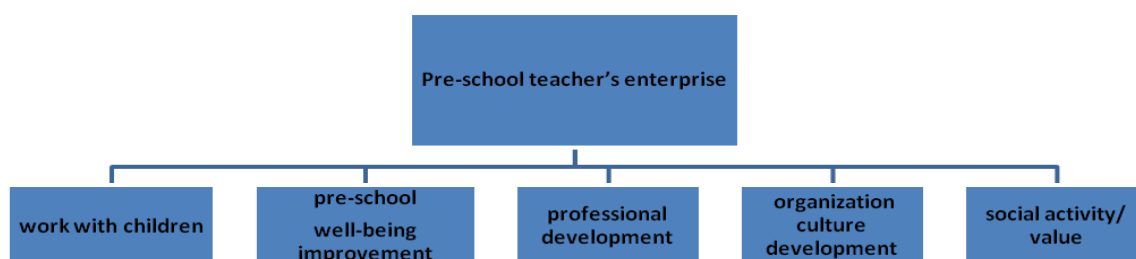 Pre-school teacher’s enterprise
work with children
pre-school
well-being
improvement
professional
development
organization
culture
development
social activity/
value